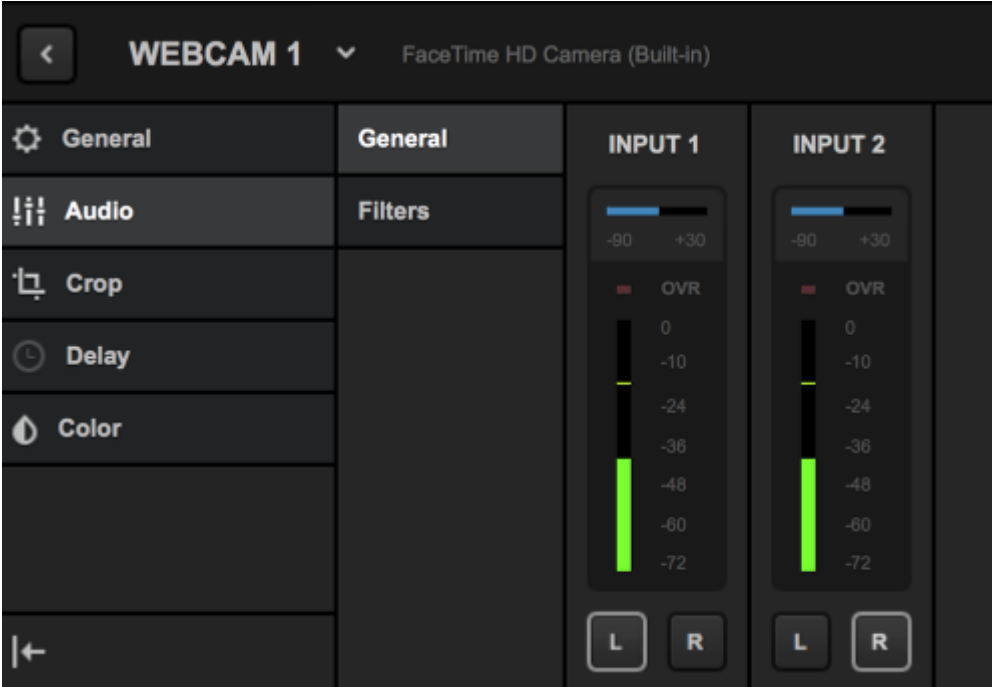 WEBCAM 1 FaceTime HD Camera (Built-in)
General
Audio
Crop
Delay
Color
General
Filters
INPUT 1
-90 +30
OVR
0
-10
-24
-36
-48
-60
-72
L R
INPUT 2
-90 +30
OVR
0
-10
-24
-36
-48
-60
-72
L R